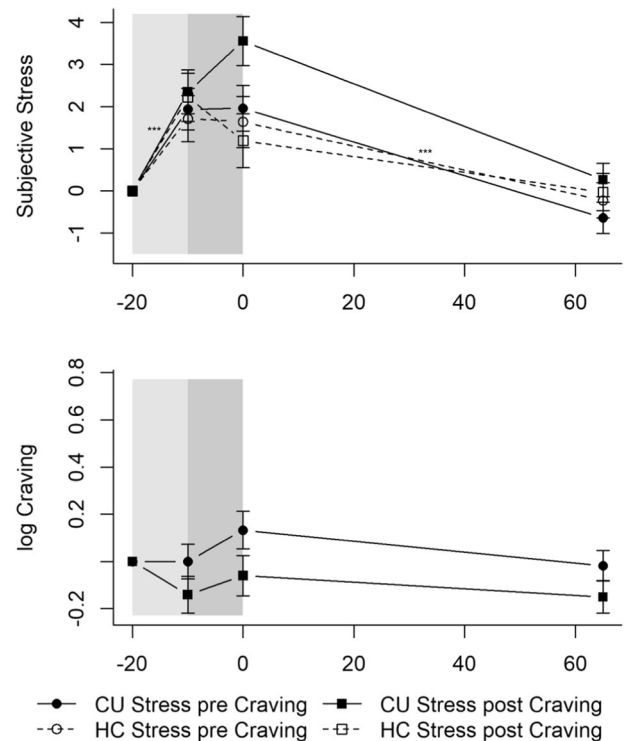 4
3
2
1
0
-1
Subjective Stress
***
***
-20 0 20 40 60
0.8
0.6
0.4
0.2
-0.2
log Craving
-20 0 20 40 60
CU Stress pre Craving CU Stress post Craving
HC Stress pre Craving HC Stress post Craving